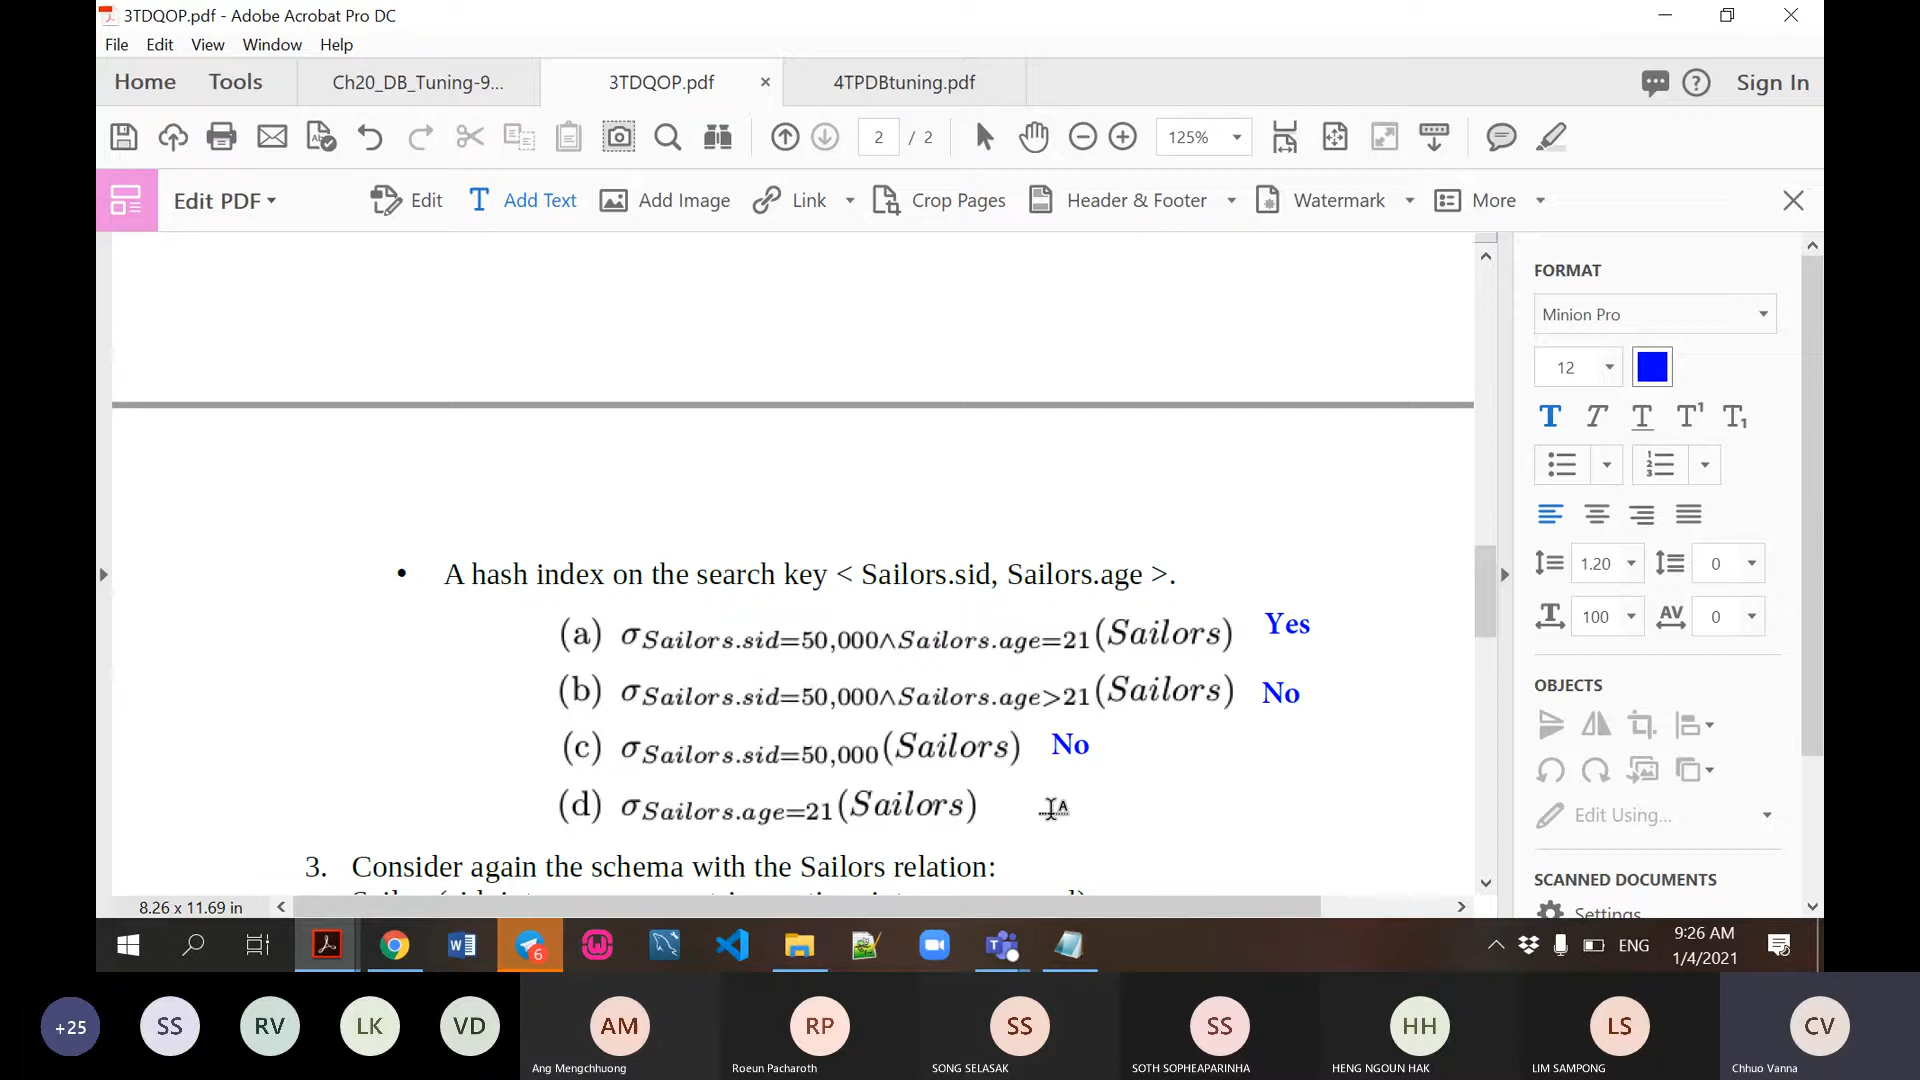 3TDQOP.pdf - Adobe Acrobat Pro DC
File Edit View Window Help
Home Tools Ch20_DB_Tuning-9... 3TDQOP.pdf × 4TPDBtuning.pdf Sign In
2 / 2 125%
Edit PDF Edit Add Text Add Image Link Crop Pages Header & Footer Watermark More
FORMAT
Minion Pro
12
1.20 0
100 0
OBJECTS
Edit Using...
SCANNED DOCUMENTS
Settings
• A hash index on the search key < Sailors.sid, Sailors.age >.
(a) σSailors.sid=50,000∧Sailors.age=21(Sailors) Yes
(b) σSailors.sid=50,000∧Sailors.age>21(Sailors) No
(c) σSailors.sid=50,000(Sailors) No
(d) σSailors.age=21(Sailors)
3. Consider again the schema with the Sailors relation:
8.26 x 11.69 in
6
ENG
9:26 AM
1/4/2021
+25 SS RV LK VD AM RP SS SS HH LS CV
Ang Mengchhuong Roeun Pacharoth SONG SELASAK SOTH SOPHEAPARINHA HENG NGOUN HAK LIM SAMPONG Chhuo Vanna